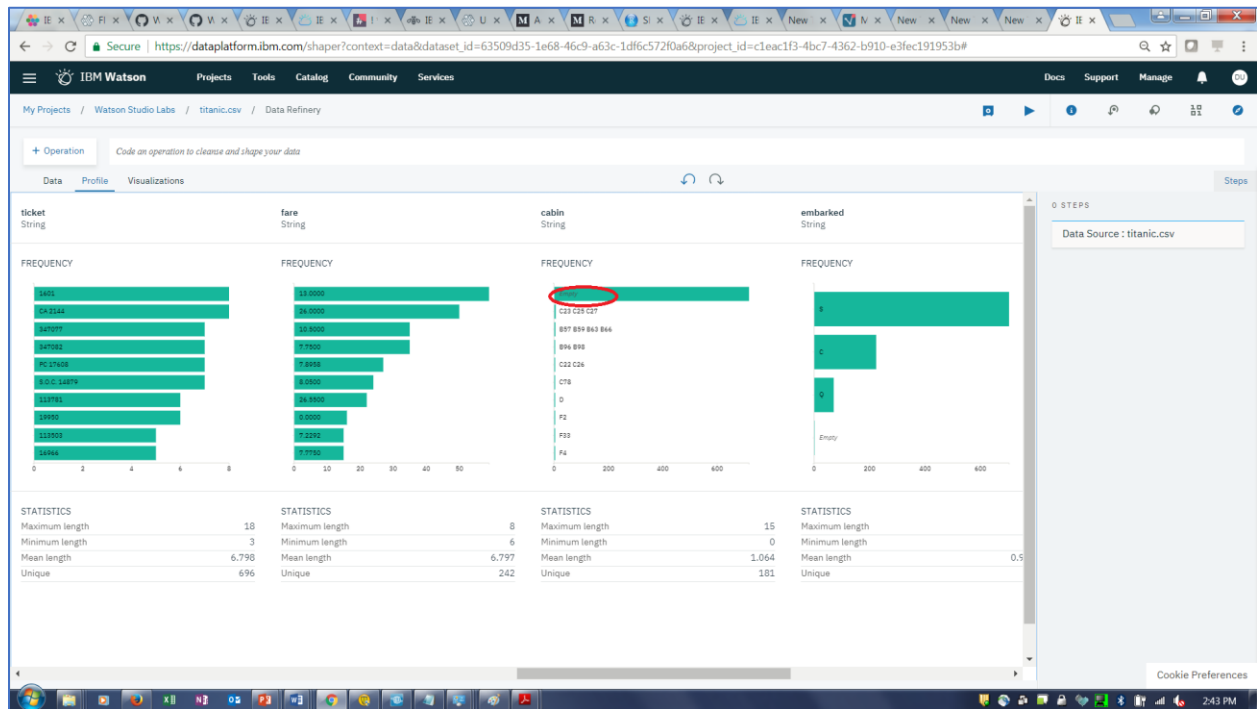 Secure | https://dataplatform.ibm.com/shaper?context=data&dataset_id=63509d35-1e68-46c9-a63c-1df6c572f0a6&project_id=c1eac1f3-4bc7-4362-b910-e3fec191953b#
IBM Watson Projects Tools Catalog Community Services Docs Support Manage DU
My Projects / Watson Studio Labs / titanic.csv / Data Refinery
+ Operation Code an operation to cleanse and shape your data
Data Profile Visualizations Steps
ticket
String
FREQUENCY
1601
CA 2144
347077
347082
PC 17608
S.O.C. 14879
113781
19950
113503
16966
0 2 4 6 8
STATISTICS
Maximum length 18
Minimum length 3
Mean length 6.798
Unique 696
fare
String
FREQUENCY
13.0000
26.0000
10.5000
7.7500
7.8958
8.0500
26.5500
0.0000
7.2292
7.7750
0 10 20 30 40 50
STATISTICS
Maximum length 8
Minimum length 6
Mean length 6.797
Unique 242
cabin
String
FREQUENCY
Empty
C23 C25 C27
B57 B59 B63 B66
B96 B98
C22 C26
C78
D
F2
F33
F4
0 200 400 600
STATISTICS
Maximum length 15
Minimum length 0
Mean length 1.064
Unique 181
embarked
String
FREQUENCY
S
C
Q
Empty
0 200 400 600
STATISTICS
Maximum length
Minimum length
Mean length 0.9
Unique
0 STEPS
Data Source : titanic.csv
Cookie Preferences
2:43 PM